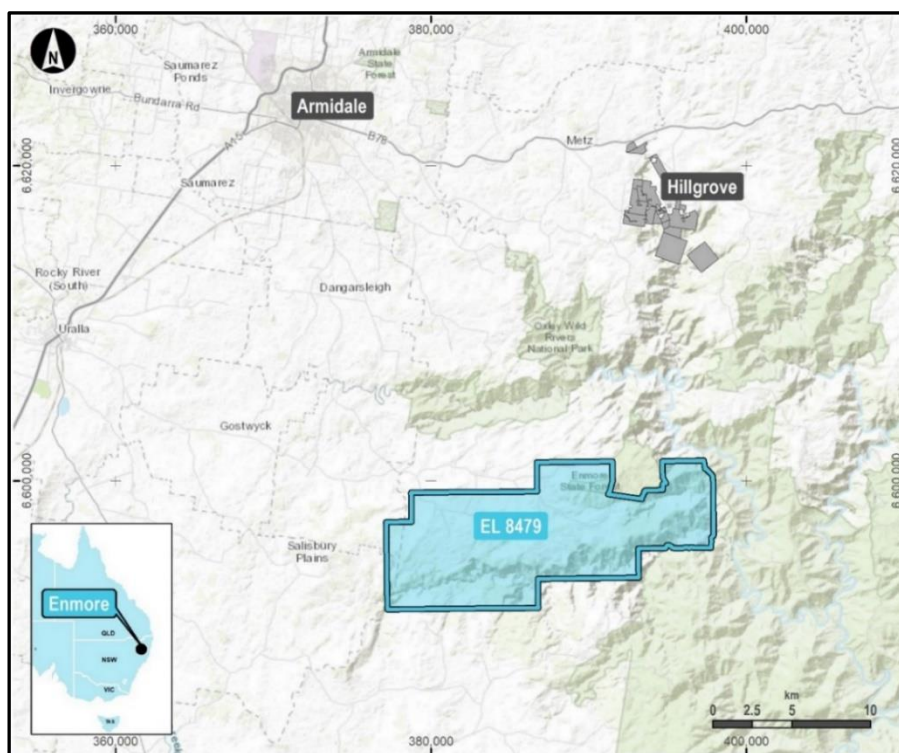 360,000
380,000
400,000
N
Armidale
State
Forest
Saumarez
Ponds
Invergowrie
Bundarra Rd
Armidale
A15
B78
Metz
6,620,000
6,620,000
Saumarez
Hillgrove
Rocky River
(South)
Dangarsleigh
Uralla
Oxley Wild
Rivers
National Park
Gostwyck
6,600,000
6,600,000
Enmore
State Forest
EL 8479
Salisbury
Plains
Enmore
QLD
NSW
VIC
km
0 2.5 5 10
360,000
380,000
400,000